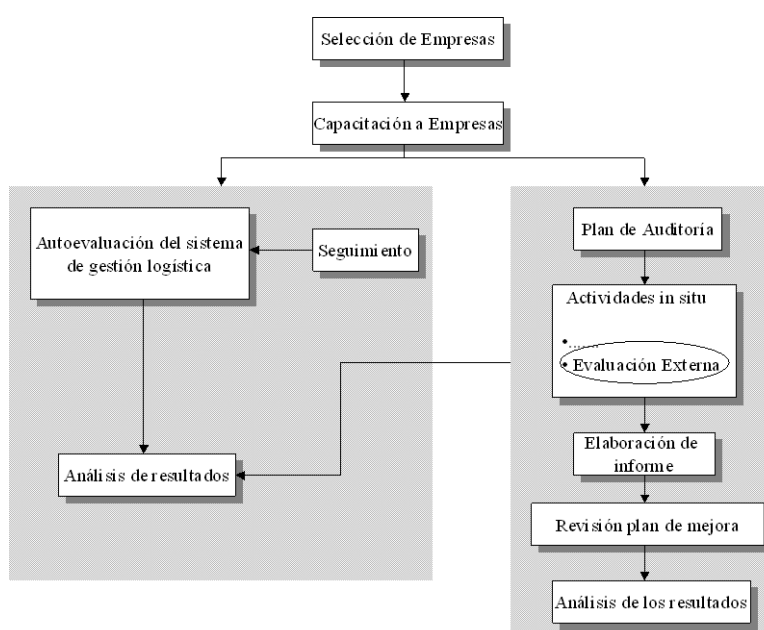 Selección de Empresas
Capacitación a Empresas
Autoevaluación del sistema
de gestión logística
Seguimiento
Análisis de resultados
Plan de Auditoría
Actividades in situ
•.......
• Evaluación Externa
Elaboración de
informe
Revisión plan de mejora
Análisis de los resultados